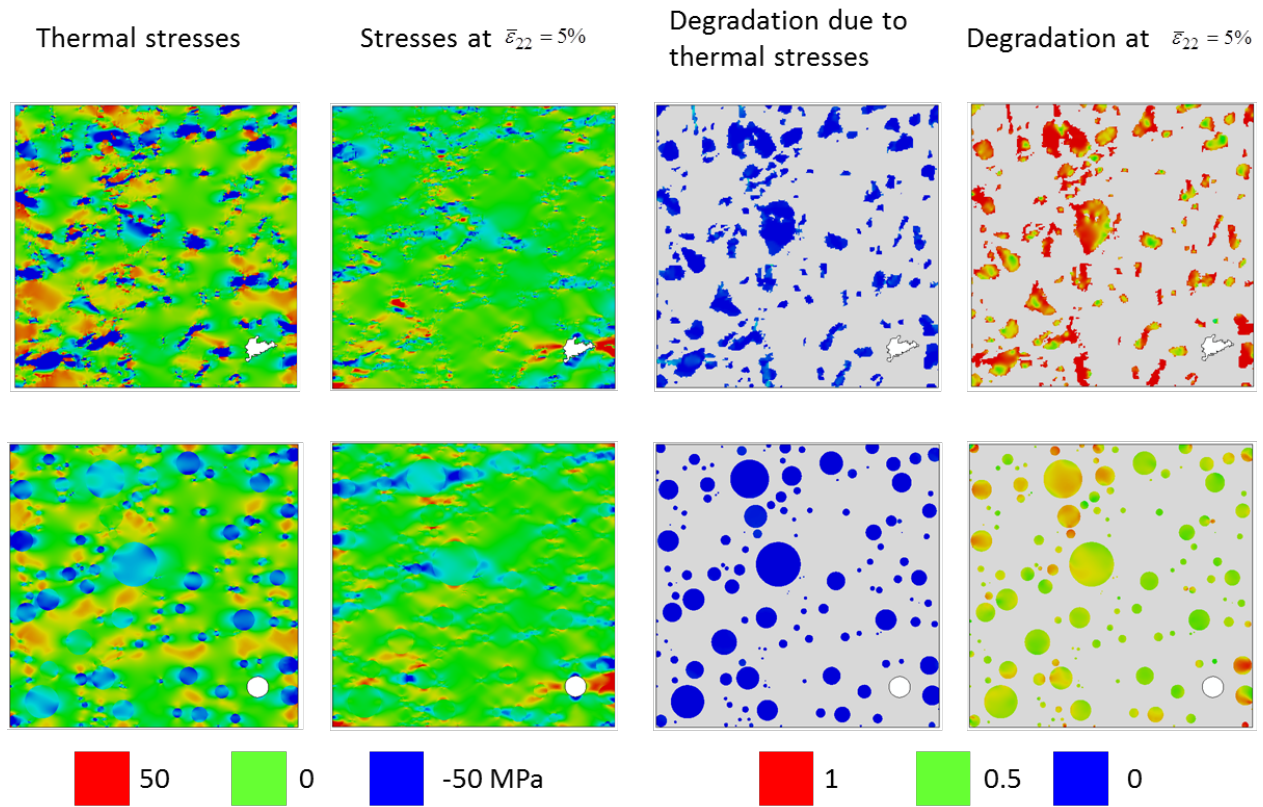 Thermal stresses
Stresses at ε̄₂₂ = 5%
Degradation due to
thermal stresses
Degradation at ε̄₂₂ = 5%
50
0
-50 MPa
1
0.5
0